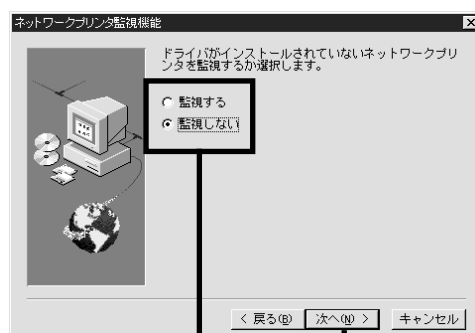 ネットワークプリンタ監視機能
ドライバがインストールされていないネットワークプリ
ンタを監視するか選択します。
監視する
監視しない
< 戻る(B)
次へ(N) >
キャンセル